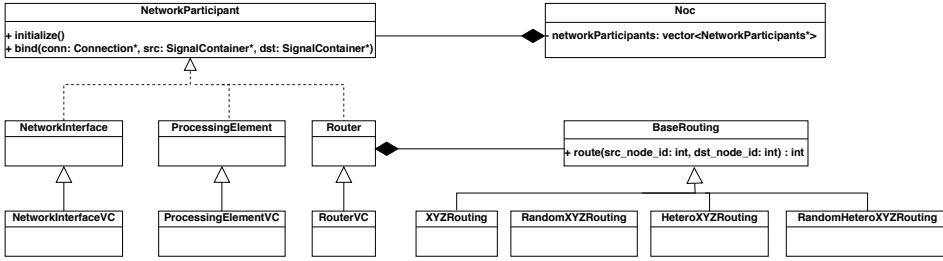 NetworkParticipant
+ initialize()
+ bind(conn: Connection*, src: SignalContainer*, dst: SignalContainer*)
Noc
- networkParticipants: vector<NetworkParticipants*>
NetworkInterface
ProcessingElement
Router
BaseRouting
+ route(src_node_id: int, dst_node_id: int) : int
NetworkInterfaceVC
ProcessingElementVC
RouterVC
XYZRouting
RandomXYZRouting
HeteroXYZRouting
RandomHeteroXYZRouting